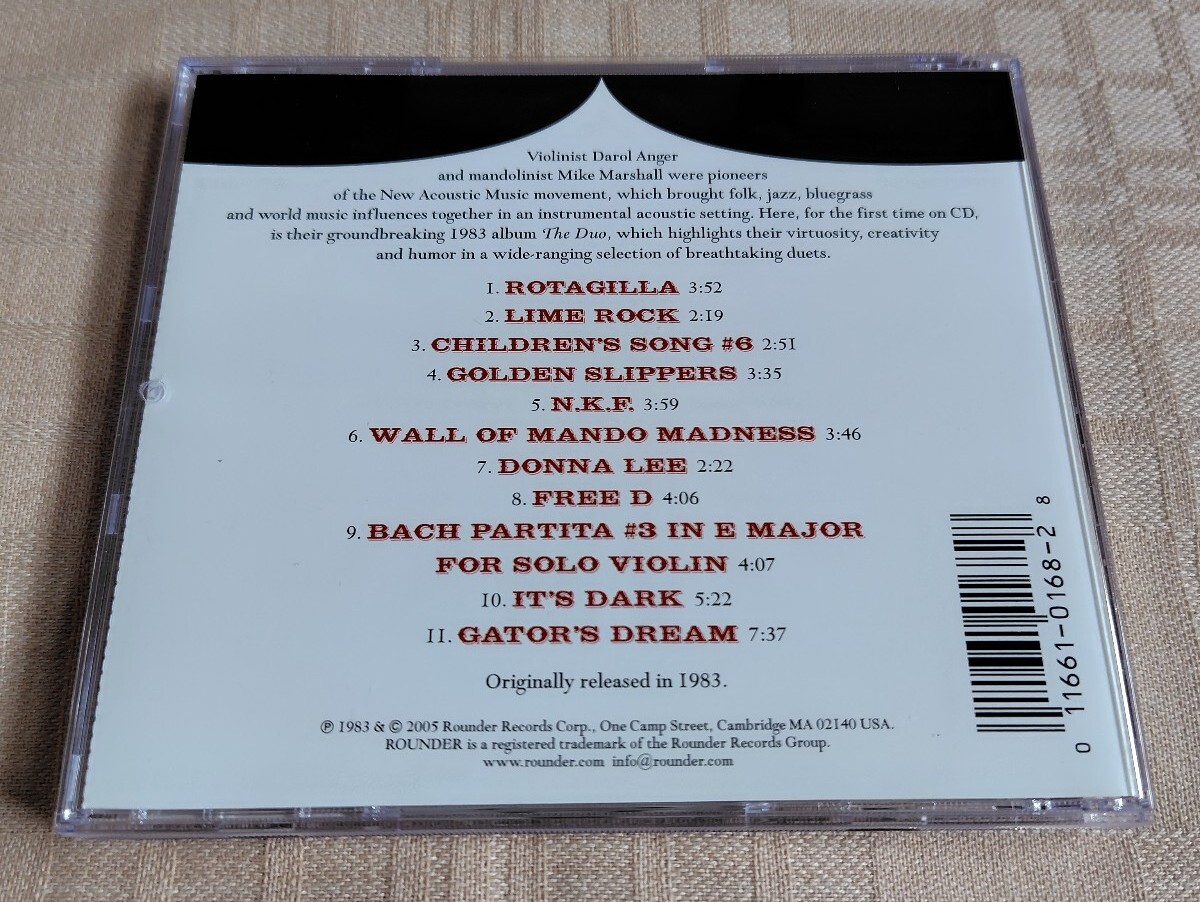 Violinist Darol Anger
and mandolinist Mike Marshall were pioneers
of the New Acoustic Music movement, which brought folk, jazz, bluegrass
and world music influences together in an instrumental acoustic setting. Here, for the first time on CD,
is their groundbreaking 1983 album The Duo, which highlights their virtuosity, creativity
and humor in a wide-ranging selection of breathtaking duets.
1. ROTAGILLA 3:52
2. LIME ROCK 2:19
3. CHILDREN'S SONG #6 2:51
4. GOLDEN SLIPPERS 3:35
5. N.K.F. 3:59
6. WALL OF MANDO MADNESS 3:46
7. DONNA LEE 2:22
8. FREE D 4:06
9. BACH PARTITA #3 IN E MAJOR
FOR SOLO VIOLIN 4:07
10. IT'S DARK 5:22
11. GATOR'S DREAM 7:37
Originally released in 1983.
℗ 1983 & © 2005 Rounder Records Corp., One Camp Street, Cambridge MA 02140 USA.
ROUNDER is a registered trademark of the Rounder Records Group.
www.rounder.com info@rounder.com
0 11661-0168-2 8